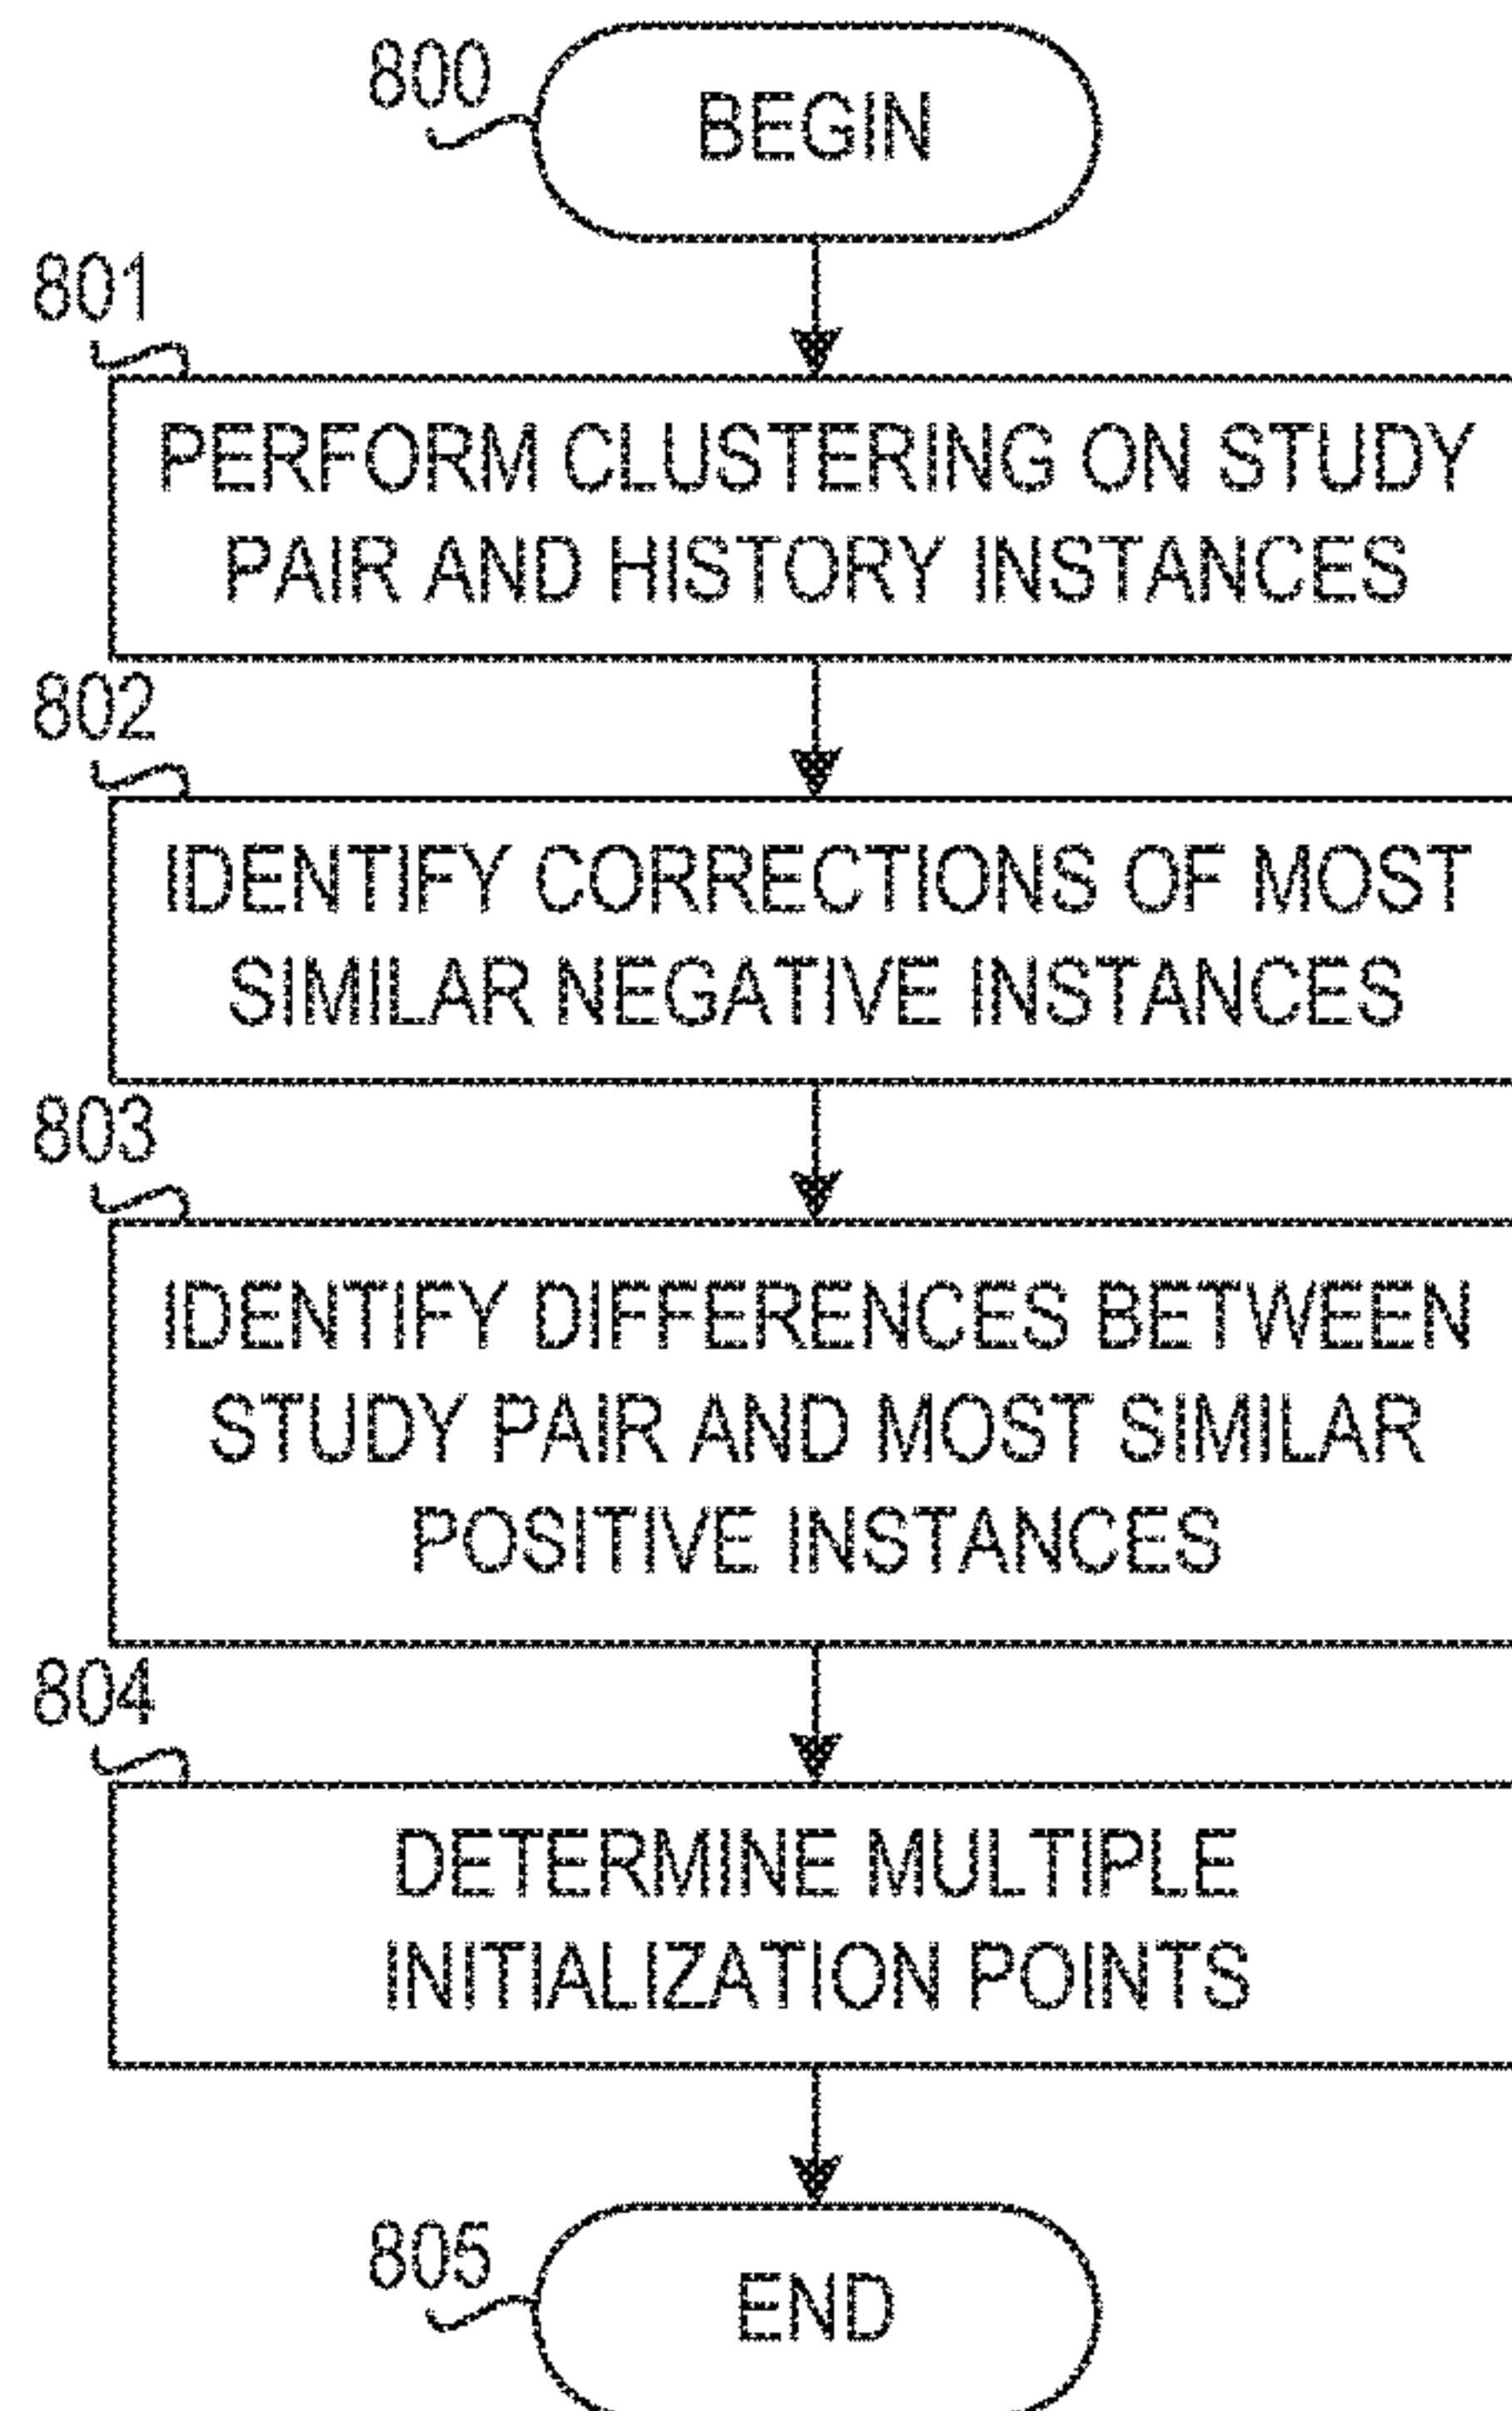 800
BEGIN
801
PERFORM CLUSTERING ON STUDY
PAIR AND HISTORY INSTANCES
802
IDENTIFY CORRECTIONS OF MOST
SIMILAR NEGATIVE INSTANCES
803
IDENTIFY DIFFERENCES BETWEEN
STUDY PAIR AND MOST SIMILAR
POSITIVE INSTANCES
804
DETERMINE MULTIPLE
INITIALIZATION POINTS
805
END